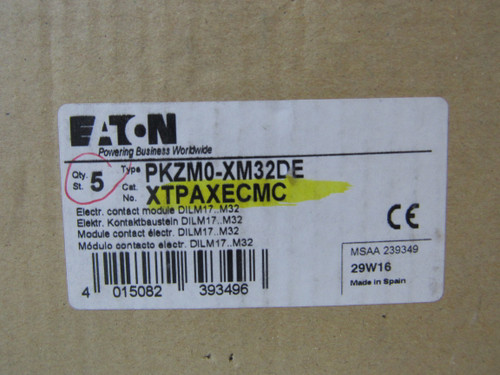 EATON
Powering Business Worldwide
Qty. St. 5 Type PKZM0-XM32DE
Cat. No. XTPAXECMC
Electr. contact module DILM17..M32
Elektr. Kontaktbaustein DILM17..M32
Module contact électr. DILM17..M32
Módulo contacto electr. DILM17..M32
CE
MSAA 239349
29W16
Made in Spain
4 015082 393496